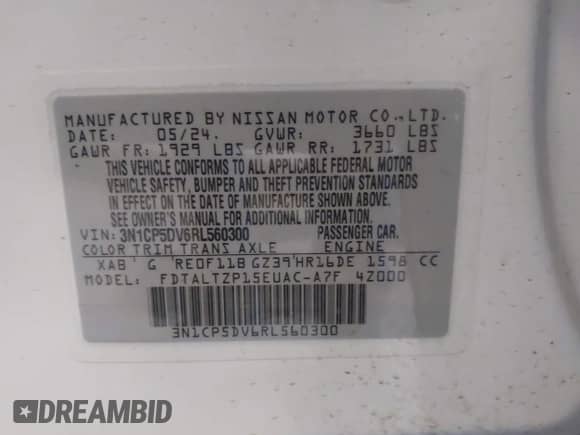 MANUFACTURED BY NISSAN MOTOR CO.,LTD.
DATE: 05/24. GVWR: 3660 LBS
GAWR FR: 1929 LBS GAWR RR: 1731 LBS
THIS VEHICLE CONFORMS TO ALL APPLICABLE FEDERAL MOTOR
VEHICLE SAFETY, BUMPER AND THEFT PREVENTION STANDARDS
IN EFFECT ON THE DATE OF MANUFACTURE SHOWN ABOVE.
SEE OWNER'S MANUAL FOR ADDITIONAL INFORMATION.
VIN: 3N1CP5DV6RL560300 PASSENGER CAR.
COLOR TRIM TRANS AXLE ENGINE
XAB G RE0F11B GZ39 HR16DE 1598 CC
MODEL: FDTALTZP15EUAC-A7F 42000
3N1CP5DV6RL560300
DREAMBID